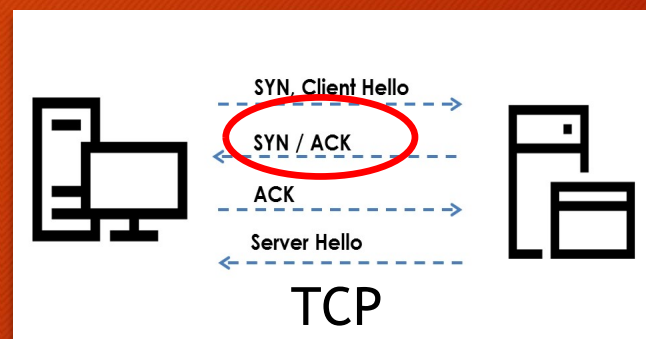 SYN, Client Hello
SYN / ACK
ACK
Server Hello
TCP